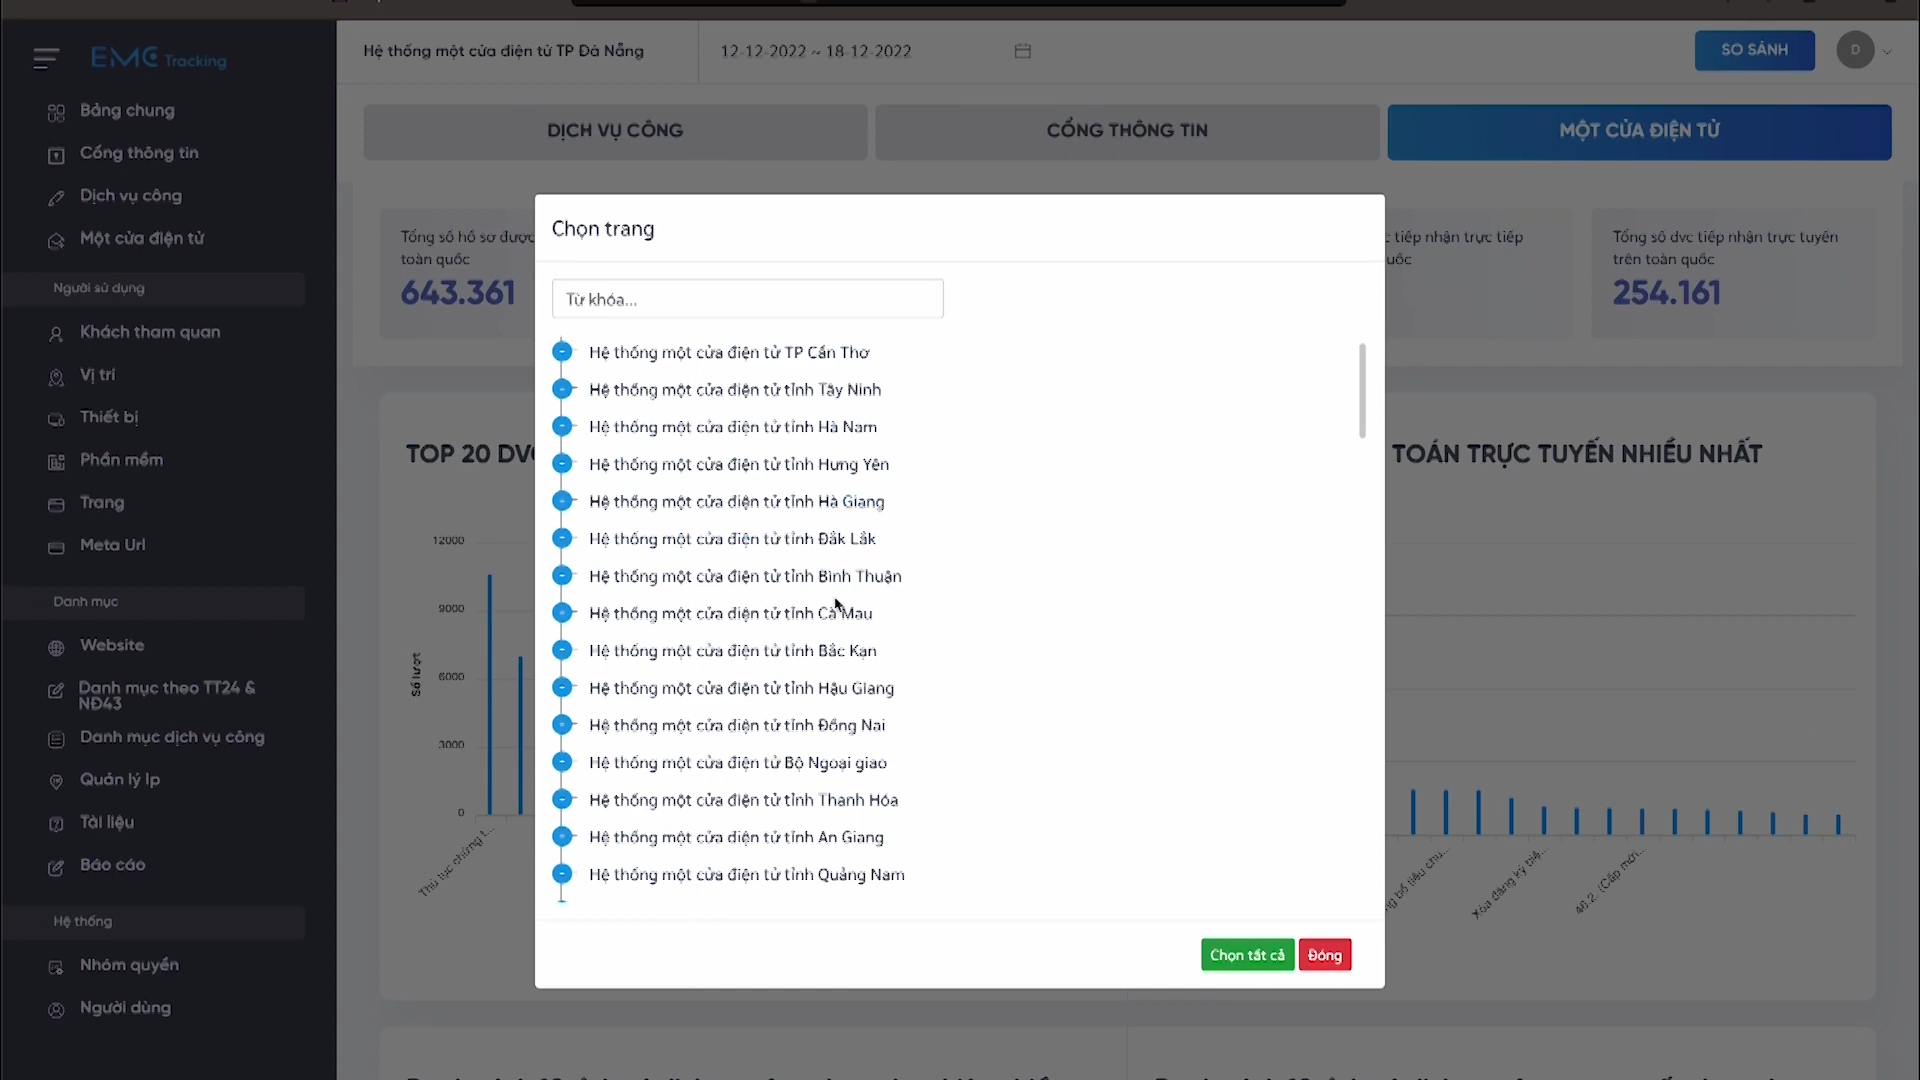 EMC Tracking
Hệ thống một cửa điện tử TP Đà Nẵng
12-12-2022 ~ 18-12-2022
SO SÁNH
D
Bảng chung
Cổng thông tin
Dịch vụ công
Một cửa điện tử
Người sử dụng
Khách tham quan
Vị trí
Thiết bị
Phần mềm
Trang
Meta Url
Danh mục
Website
Danh mục theo TT24 &
NĐ43
Danh mục dịch vụ công
Quản lý Ip
Tài liệu
Báo cáo
Hệ thống
Nhóm quyền
Người dùng
DỊCH VỤ CÔNG
CỔNG THÔNG TIN
MỘT CỬA ĐIỆN TỬ
Tổng số hồ sơ được
toàn quốc
643.361
tiếp nhận trực tiếp
Tổng số dvc tiếp nhận trực tuyến
trên toàn quốc
254.161
TOP 20
TOÁN TRỰC TUYẾN NHIỀU NHẤT
12000
9000
6000
3000
0
Số lượt
Thủ tục chứng t...
Xóa đăng ký biệ...
46.2. (Cấp mới...
Chọn trang
Từ khóa...
Hệ thống một cửa điện tử TP Cần Thơ
Hệ thống một cửa điện tử tỉnh Tây Ninh
Hệ thống một cửa điện tử tỉnh Hà Nam
Hệ thống một cửa điện tử tỉnh Hưng Yên
Hệ thống một cửa điện tử tỉnh Hà Giang
Hệ thống một cửa điện tử tỉnh Đắk Lắk
Hệ thống một cửa điện tử tỉnh Bình Thuận
Hệ thống một cửa điện tử tỉnh Cà Mau
Hệ thống một cửa điện tử tỉnh Bắc Kạn
Hệ thống một cửa điện tử tỉnh Hậu Giang
Hệ thống một cửa điện tử tỉnh Đồng Nai
Hệ thống một cửa điện tử Bộ Ngoại giao
Hệ thống một cửa điện tử tỉnh Thanh Hóa
Hệ thống một cửa điện tử tỉnh An Giang
Hệ thống một cửa điện tử tỉnh Quảng Nam
Chọn tất cả
Đóng